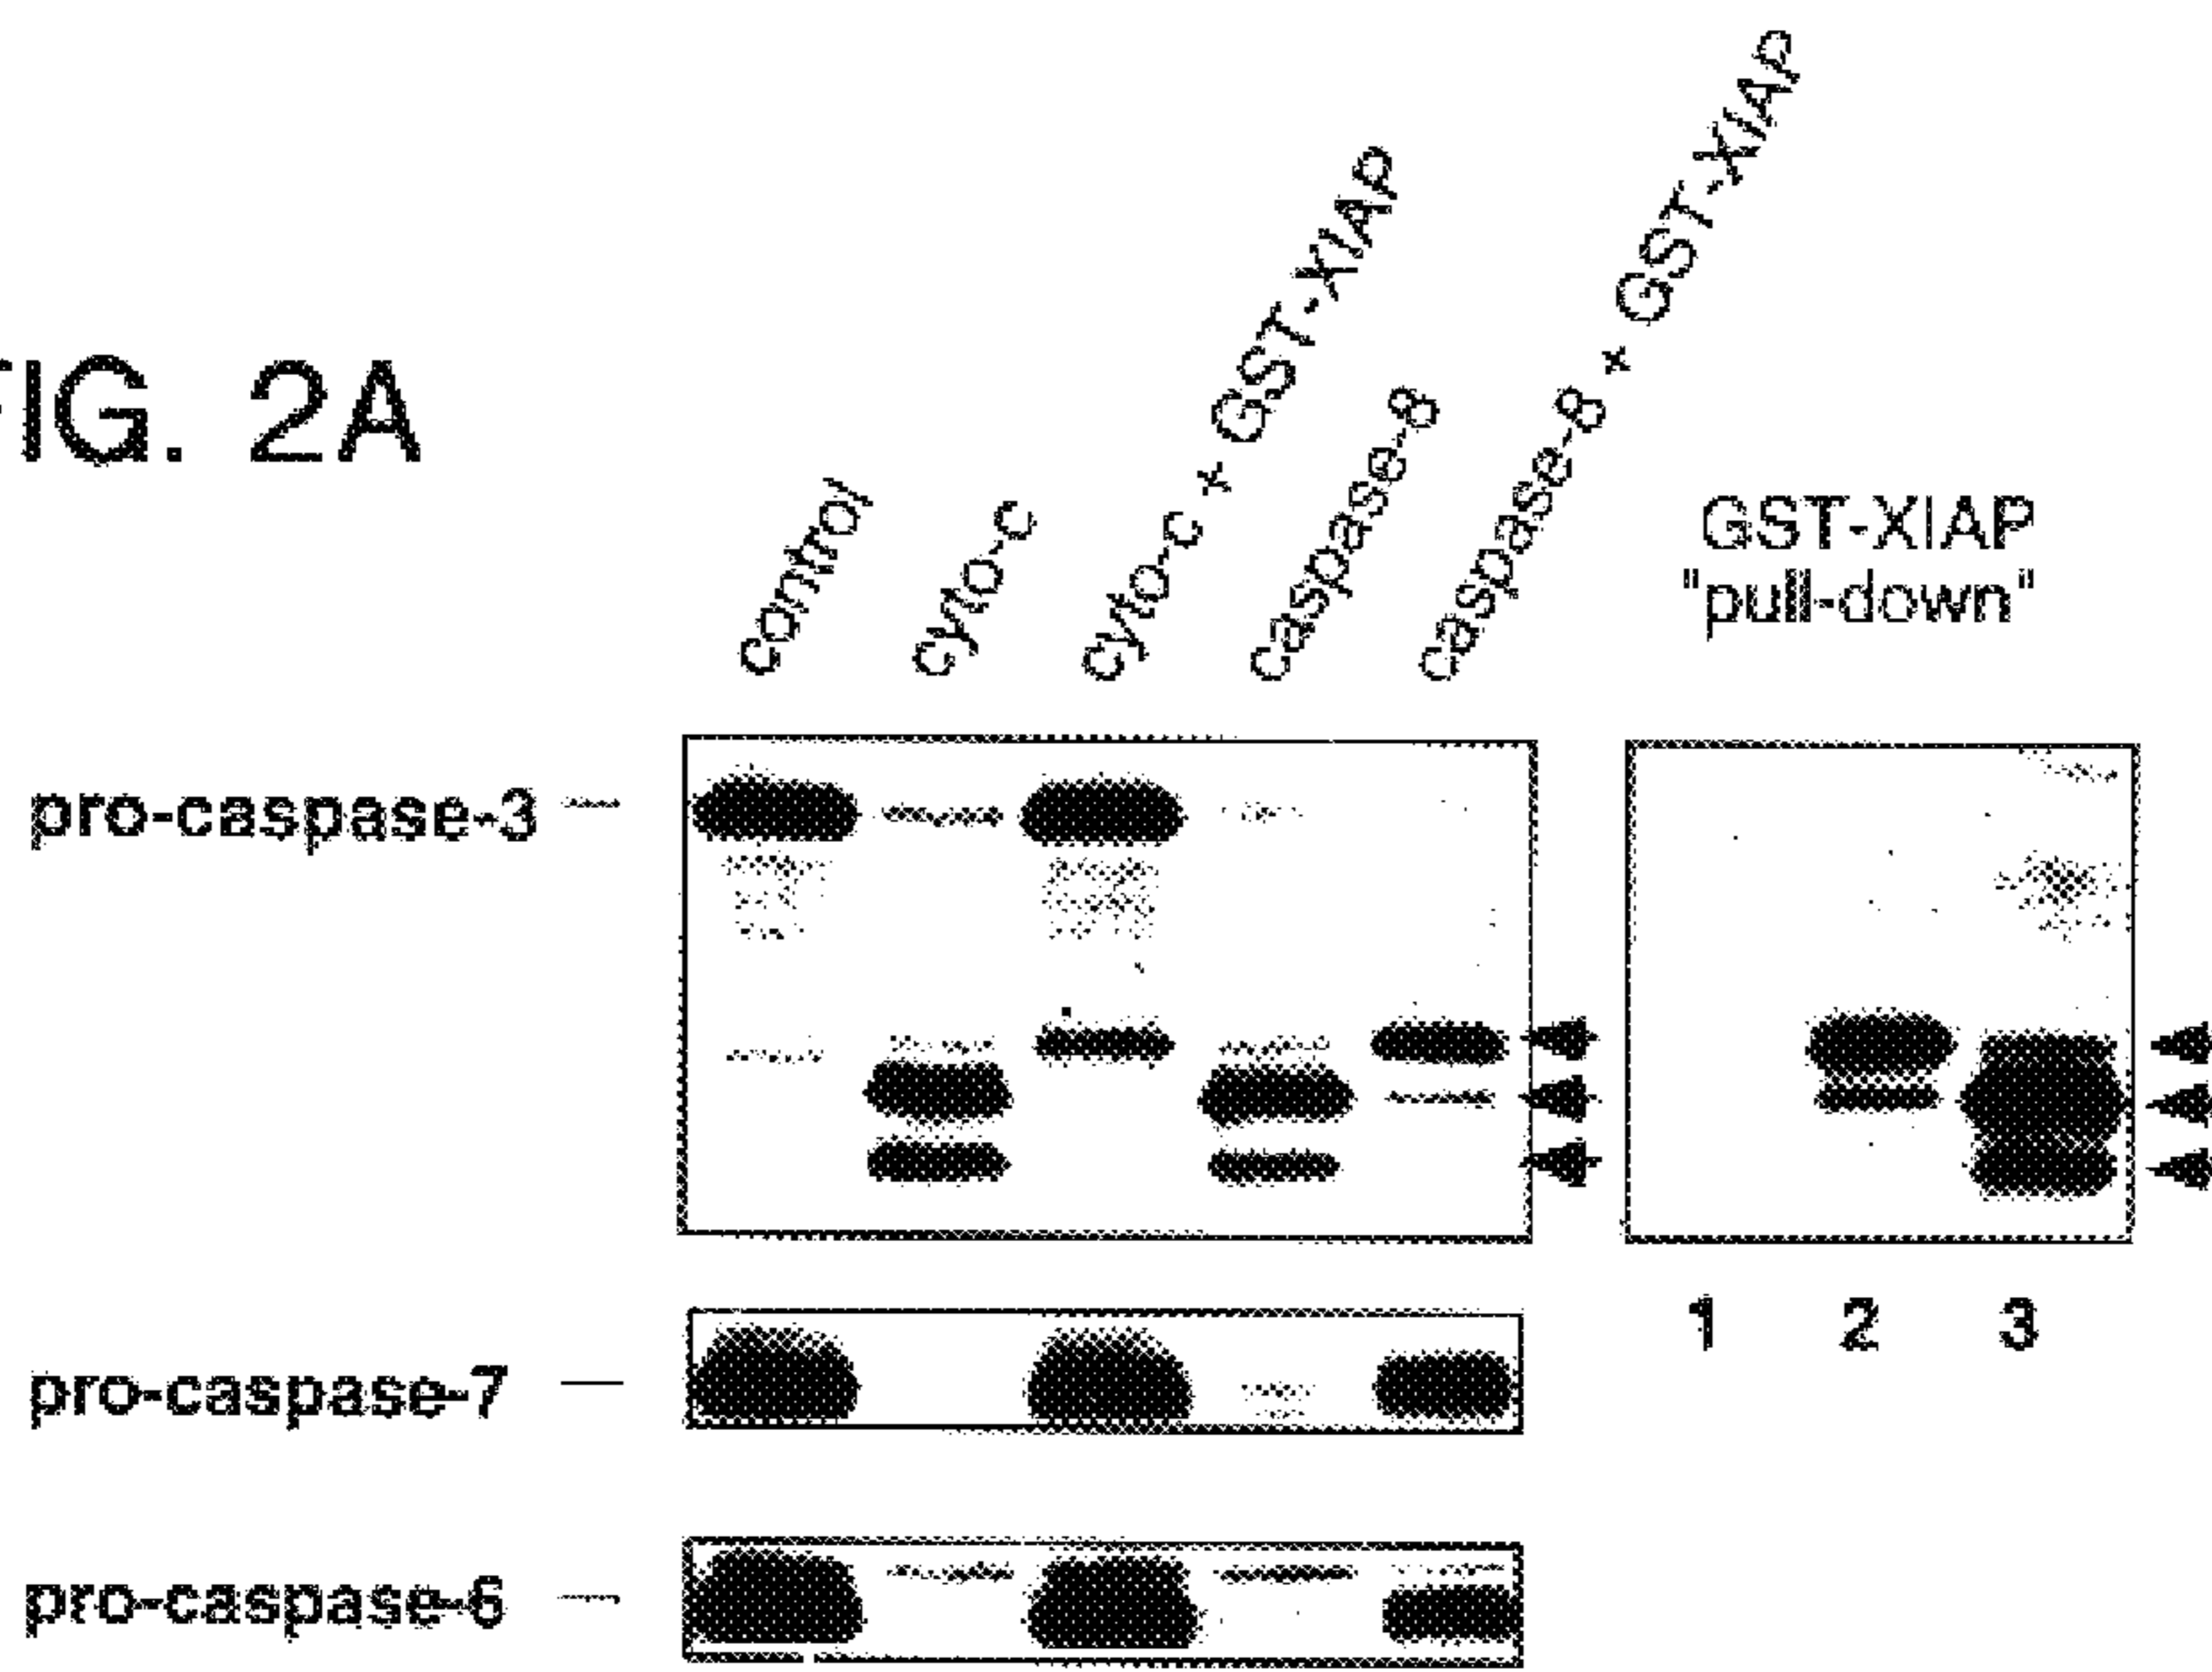 FIG. 2A
control
cyto-c
cyto-c + GST-XIAP
caspase-8
caspase-8 + GST-XIAP
GST-XIAP
"pull-down"
pro-caspase-3
1 2 3
pro-caspase-7
pro-caspase-6